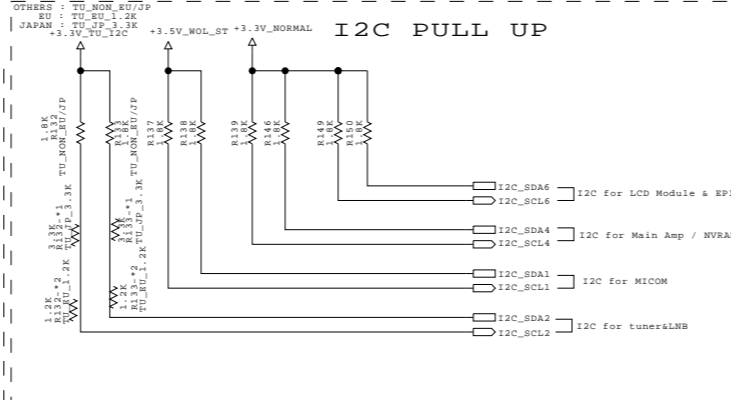 OTHERS : TU_NON_EU/JP
EU : TU_EU_1.2K
JAPAN : TU_JP_3.3K
+3.3V_TU_I2C
+3.5V_WOL_ST
+3.3V_NORMAL
I2C PULL UP
1.8K
R132
TU_NON_EU/JP
R133
1.8K
TU_NON_EU/JP
R137
1.8K
R138
1.8K
R139
1.8K
R146
1.8K
R149
1.8K
R150
1.8K
3.3K
R132-*1
TU_JP_3.3K
3.3K
R133-*1
TU_JP_3.3K
1.2K
R132-*2
TU_EU_1.2K
1.2K
R133-*2
TU_EU_1.2K
I2C_SDA6
I2C_SCL6
I2C for LCD Module & EPI
I2C_SDA4
I2C_SCL4
I2C for Main Amp / NVRA
I2C_SDA1
I2C_SCL1
I2C for MICOM
I2C_SDA2
I2C_SCL2
I2C for tuner&LNB